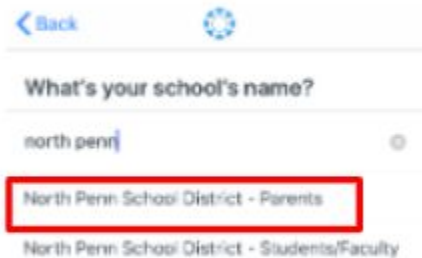 Back
What's your school's name?
north penn
North Penn School District - Parents
North Penn School District - Students/Faculty